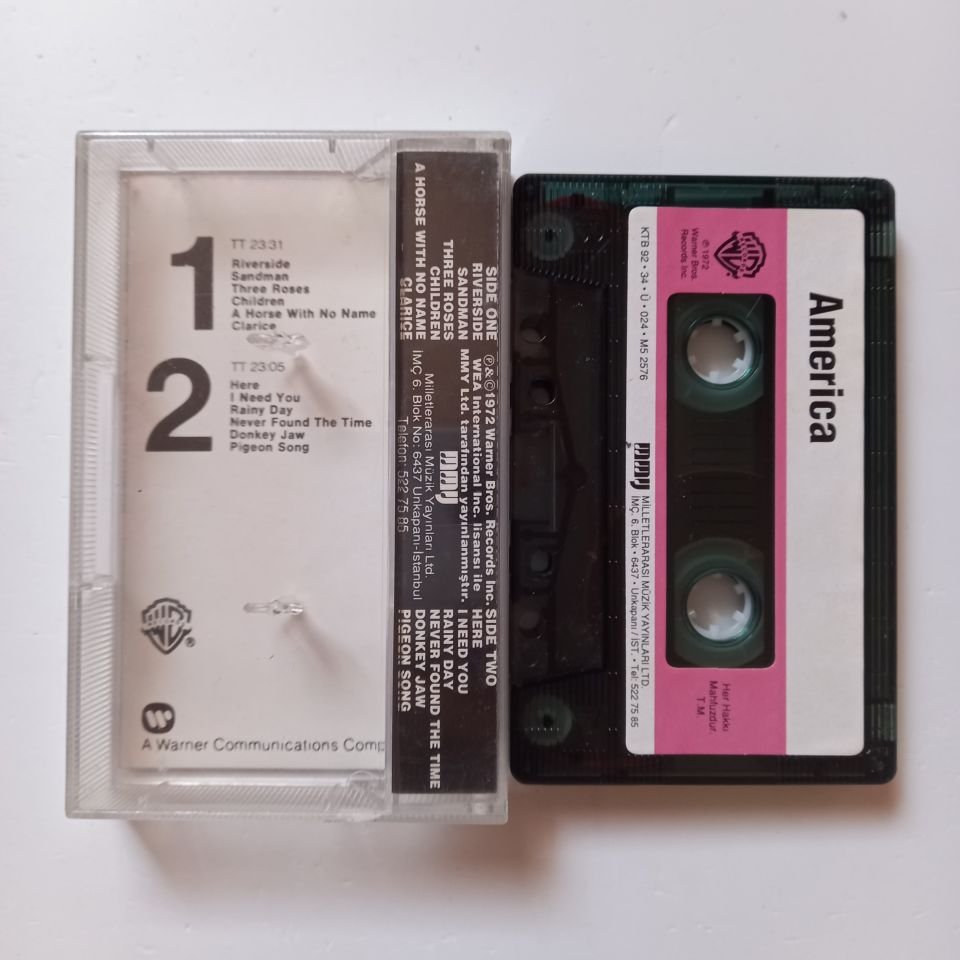 1
TT 23:31
Riverside
Sandman
Three Roses
Children
A Horse With No Name
Clarice
2
TT 23:05
Here
I Need You
Rainy Day
Never Found The Time
Donkey Jaw
Pigeon Song
WB
®
A Warner Communications Comp
SIDE ONE
RIVERSIDE
SANDMAN
THREE ROSES
CHILDREN
A HORSE WITH NO NAME
CLARICE
℗&©1972 Warner Bros. Records Inc.
WEA International Inc. lisansı ile
MMY Ltd. tarafından yayınlanmıştır.
mmy
Milletlerarası Müzik Yayınları Ltd.
İMÇ 6. Blok No: 6437 Unkapanı-İstanbul
Telefon: 522 75 85
SIDE TWO
HERE
I NEED YOU
RAINY DAY
NEVER FOUND THE TIME
DONKEY JAW
PIGEON SONG
America
WB
℗ 1972
Warner Bros.
Records Inc.
Her Hakkı
Mahfuzdur.
T.M.
KTB 92 • 34 • Ü • 024 • M5 2576
mmy
MİLLETLERARASI MÜZİK YAYINLARI LTD.
İMÇ. 6. Blok • 6437 • Unkapanı / İST. • Tel: 522 75 85